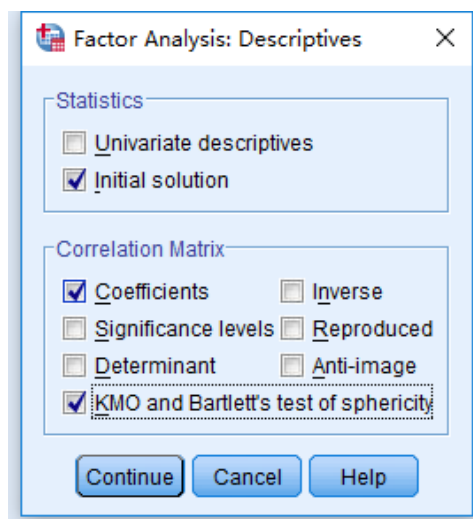 Factor Analysis: Descriptives
Statistics
Univariate descriptives
Initial solution
Correlation Matrix
Coefficients Inverse
Significance levels Reproduced
Determinant Anti-image
KMO and Bartlett's test of sphericity
Continue Cancel Help